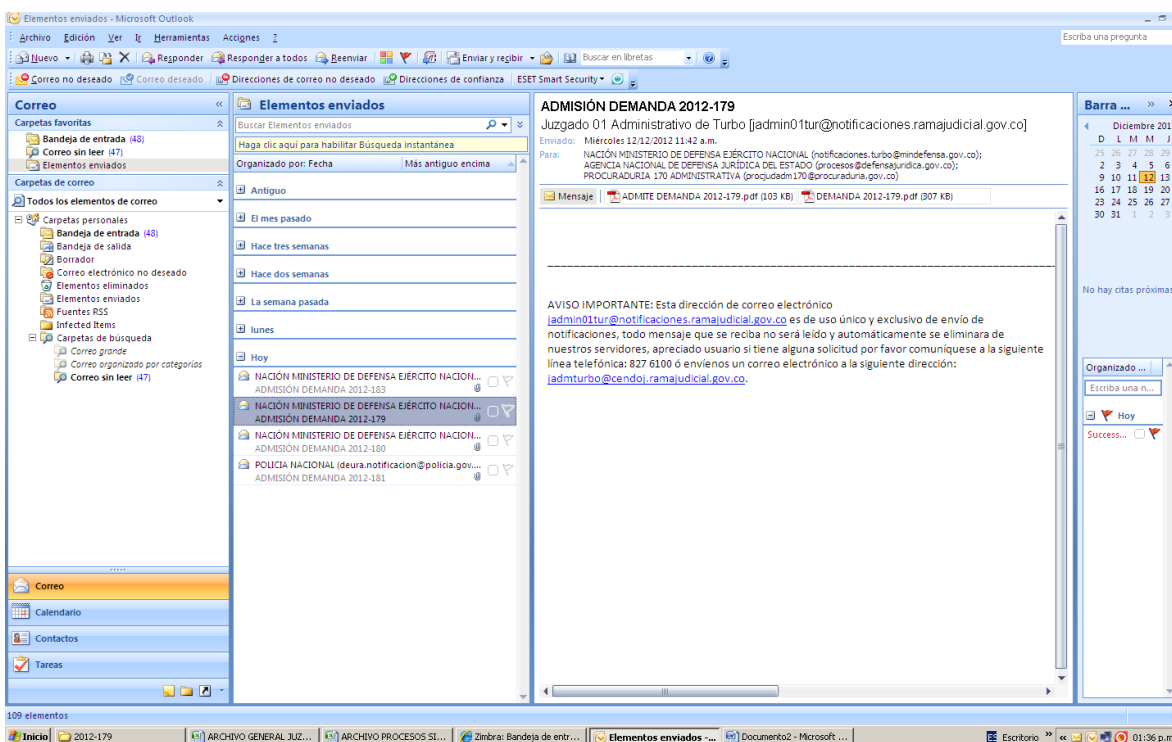 Elementos enviados - Microsoft Outlook
Archivo Edición Ver Ir Herramientas Acciones ?
Escriba una pregunta
Nuevo Responder Responder a todos Reenviar Enviar y recibir Buscar en libretas
Correo no deseado Correo deseado Direcciones de correo no deseado Direcciones de confianza ESET Smart Security
Correo «
Carpetas favoritas
Bandeja de entrada (48)
Correo sin leer (47)
Elementos enviados
Carpetas de correo
Todos los elementos de correo
Carpetas personales
Bandeja de entrada (48)
Bandeja de salida
Borrador
Correo electrónico no deseado
Elementos eliminados
Elementos enviados
Fuentes RSS
Infected Items
Carpetas de búsqueda
Correo grande
Correo organizado por categorías
Correo sin leer (47)
Correo
Calendario
Contactos
Tareas
Elementos enviados
Buscar Elementos enviados
Haga clic aquí para habilitar Búsqueda instantánea
Organizado por: Fecha Más antiguo encima
Antiguo
El mes pasado
Hace tres semanas
Hace dos semanas
La semana pasada
lunes
Hoy
NACIÓN MINISTERIO DE DEFENSA EJÉRCITO NACION...
ADMISIÓN DEMANDA 2012-183
NACIÓN MINISTERIO DE DEFENSA EJÉRCITO NACION...
ADMISIÓN DEMANDA 2012-179
NACIÓN MINISTERIO DE DEFENSA EJÉRCITO NACION...
ADMISIÓN DEMANDA 2012-180
POLICIA NACIONAL (deura.notificacion@policia.gov....
ADMISIÓN DEMANDA 2012-181
ADMISIÓN DEMANDA 2012-179
Juzgado 01 Administrativo de Turbo [jadmin01tur@notificaciones.ramajudicial.gov.co]
Enviado: Miércoles 12/12/2012 11:42 a.m.
Para: NACIÓN MINISTERIO DE DEFENSA EJÉRCITO NACIONAL (notificaciones.turbo@mindefensa.gov.co);
AGENCIA NACIONAL DE DEFENSA JURÍDICA DEL ESTADO (procesos@defensajuridica.gov.co);
PROCURADURIA 170 ADMINISTRATIVA (procjudadm170@procuraduria.gov.co)
Mensaje ADMITE DEMANDA 2012-179.pdf (103 KB) DEMANDA 2012-179.pdf (307 KB)
AVISO IMPORTANTE: Esta dirección de correo electrónico
jadmin01tur@notificaciones.ramajudicial.gov.co es de uso único y exclusivo de envío de
notificaciones, todo mensaje que se reciba no será leído y automáticamente se eliminara de
nuestros servidores, apreciado usuario si tiene alguna solicitud por favor comuníquese a la siguiente
línea telefónica: 827 6100 ó envíenos un correo electrónico a la siguiente dirección:
jadmturbo@cendoj.ramajudicial.gov.co.
Barra ... »
Diciembre 201
D L M M J
25 26 27 28 29
2 3 4 5 6
9 10 11 12 13
16 17 18 19 20
23 24 25 26 27
30 31 1 2 3
No hay citas próximas
Organizado ...
Escriba una n...
Hoy
Success...
109 elementos
Inicio 2012-179 ARCHIVO GENERAL JUZ... ARCHIVO PROCESOS SI... Zimbra: Bandeja de entr... Elementos enviados -... Documento2 - Microsoft ... Escritorio » « 01:36 p.m